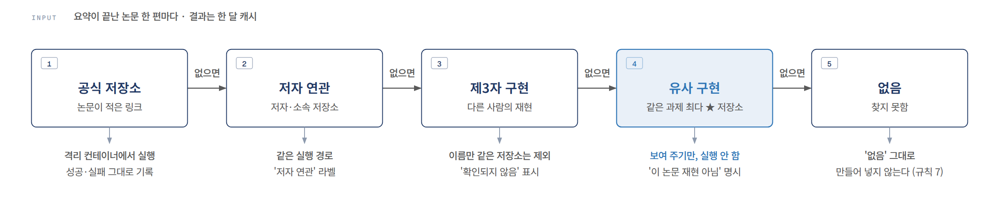 INPUT 요약이 끝난 논문 한 편마다 · 결과는 한 달 캐시
1
공식 저장소
논문이 적은 링크
격리 컨테이너에서 실행
성공·실패 그대로 기록
없으면
2
저자 연관
저자·소속 저장소
같은 실행 경로
'저자 연관' 라벨
없으면
3
제3자 구현
다른 사람의 재현
이름만 같은 저장소는 제외
'확인되지 않음' 표시
없으면
4
유사 구현
같은 과제 최다 ★ 저장소
보여 주기만, 실행 안 함
'이 논문 재현 아님' 명시
없으면
5
없음
찾지 못함
'없음' 그대로
만들어 넣지 않는다 (규칙 7)